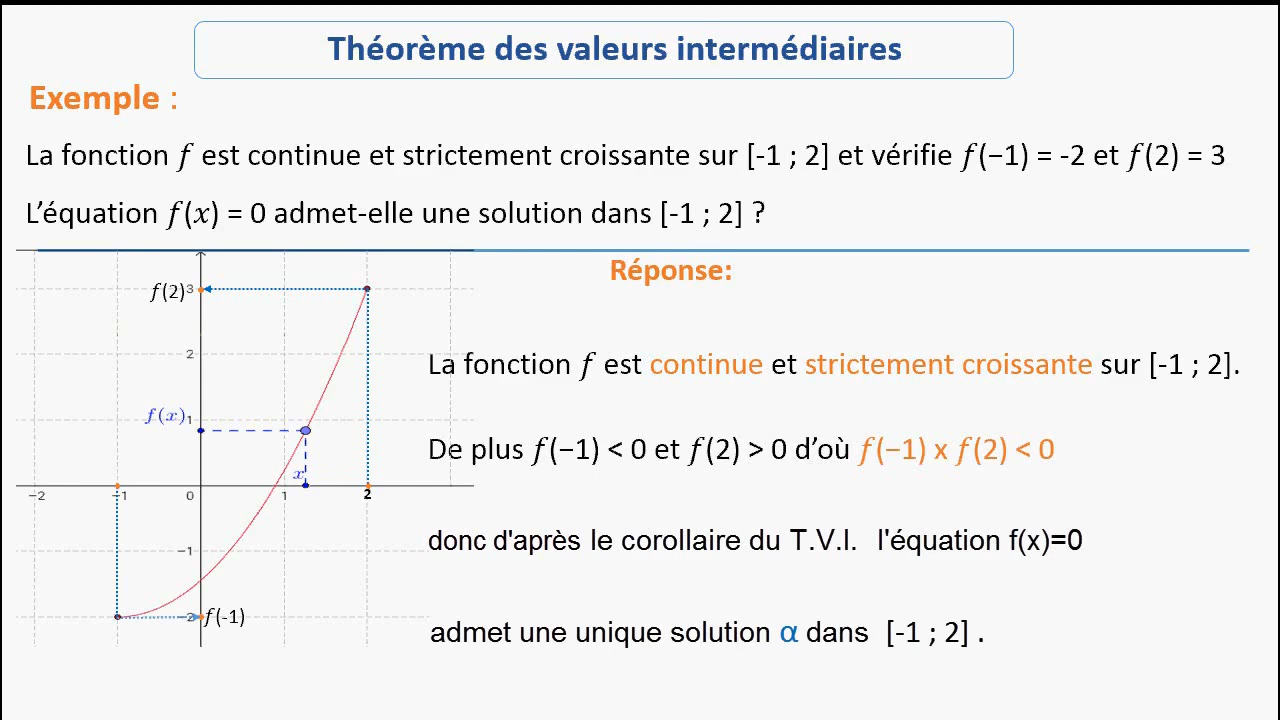 Théorème des valeurs intermédiaires
Exemple :
La fonction f est continue et strictement croissante sur [-1 ; 2] et vérifie f(−1) = -2 et f(2) = 3
L’équation f(x) = 0 admet-elle une solution dans [-1 ; 2] ?
Réponse:
f(2) 3
2
La fonction f est continue et strictement croissante sur [-1 ; 2].
f(x) 1
De plus f(−1) < 0 et f(2) > 0 d’où f(−1) x f(2) < 0
x
−2 −1 0 1 2
donc d'après le corollaire du T.V.I. l'équation f(x)=0
−1
−2 f(-1)
admet une unique solution α dans [-1 ; 2] .